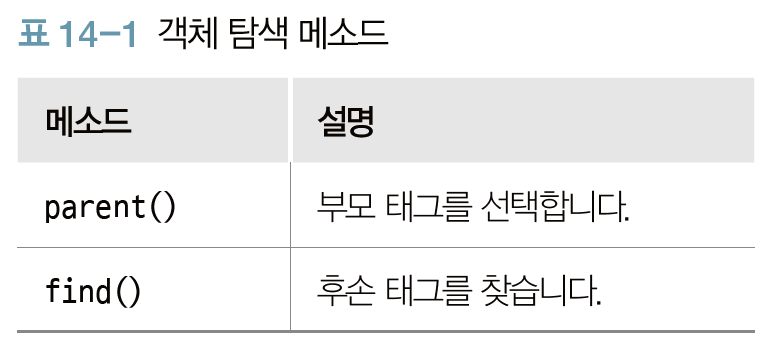 표 14-1 객체 탐색 메소드
메소드 설명
parent() 부모 태그를 선택합니다.
find() 후손 태그를 찾습니다.